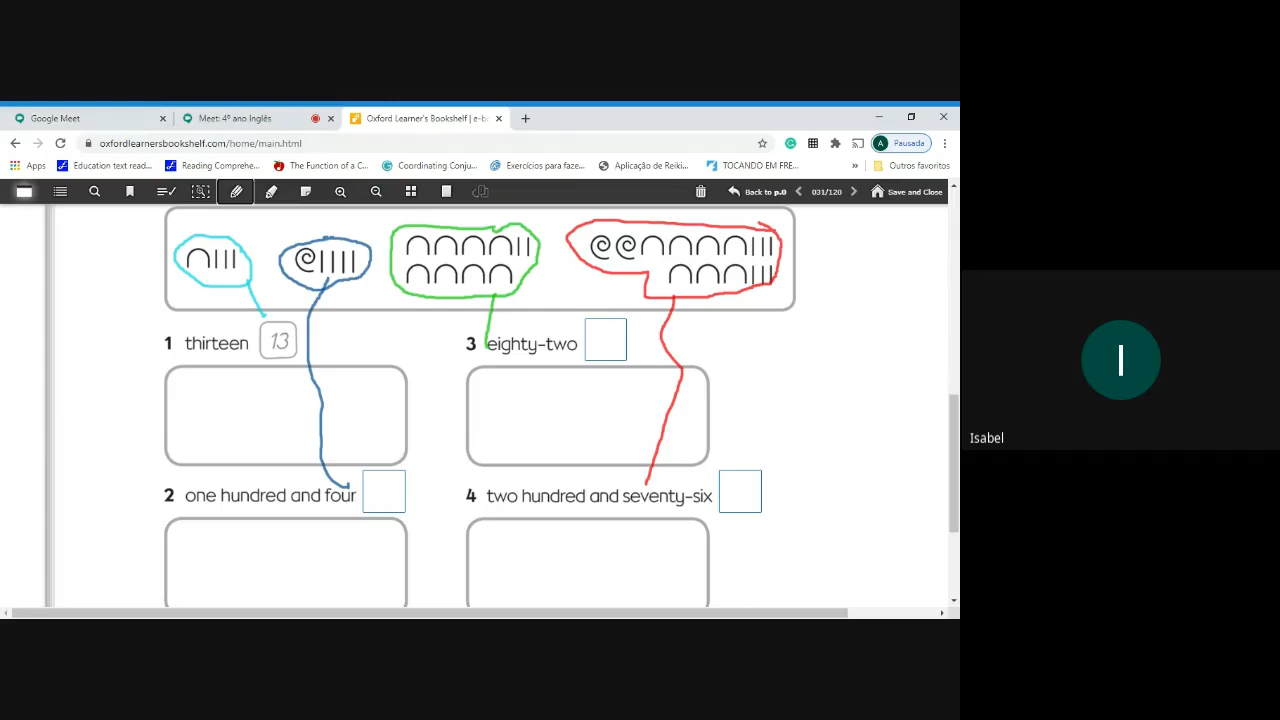 Google Meet × Meet: 4º ano Inglês × Oxford Learner's Bookshelf | e-bo ×
oxfordlearnersbookshelf.com/home/main.html A Pausada
Apps Education text read... Reading Comprehe... The Function of a C... Coordinating Conju... Exercícios para faze... Aplicação de Reiki... TOCANDO EM FRE... » Outros favoritos
Back to p.0 031/120 Save and Close
1 thirteen 13
3 eighty-two
2 one hundred and four
4 two hundred and seventy-six
I
Isabel